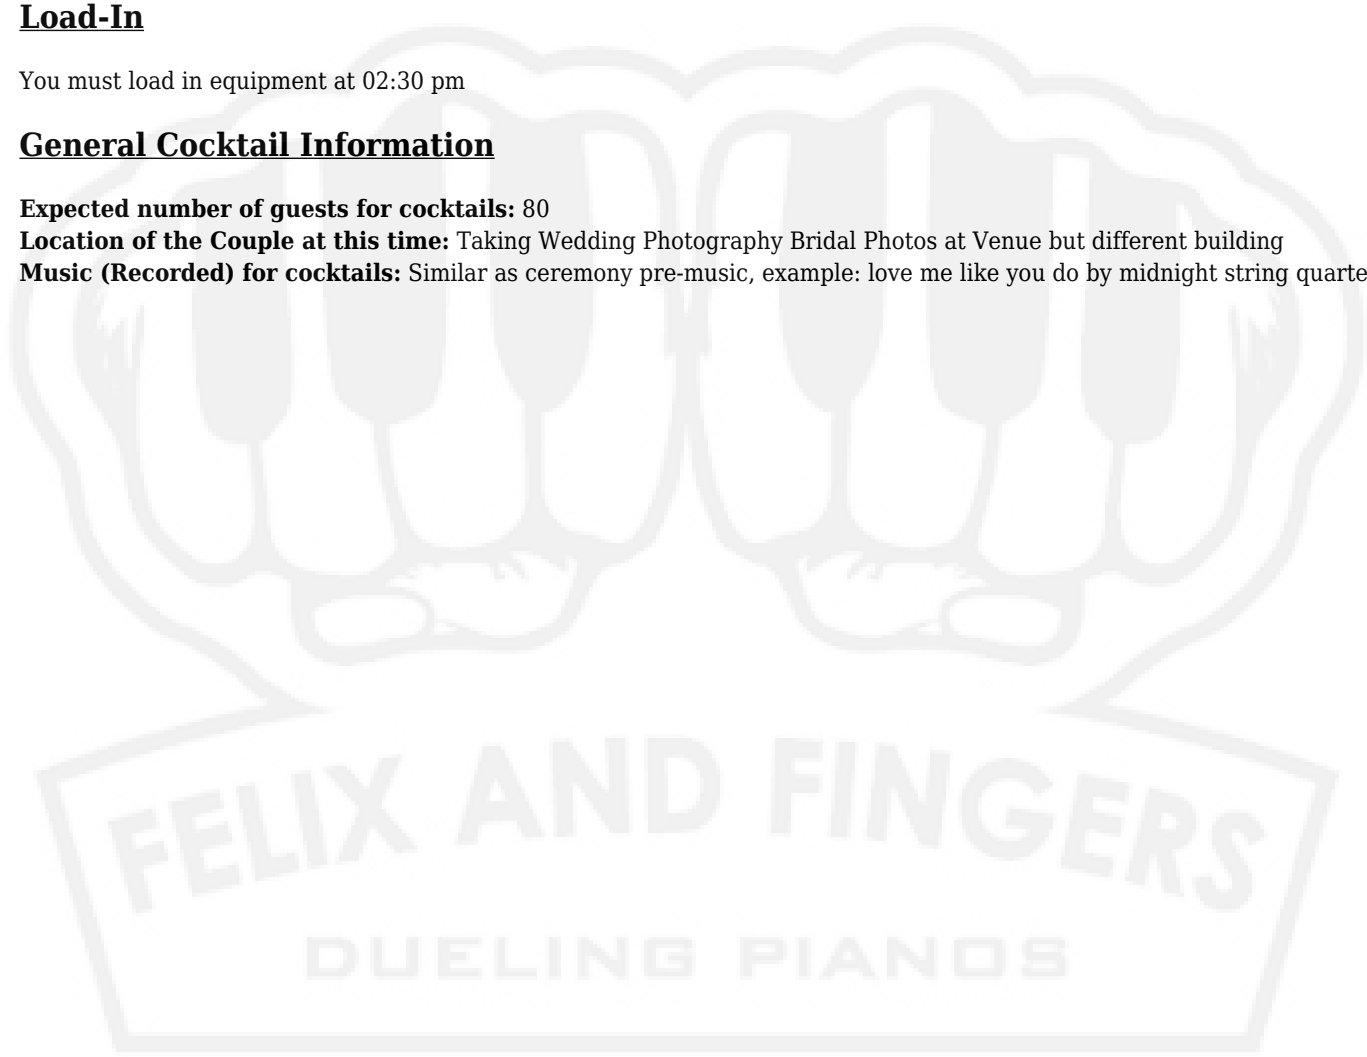 Load-In
You must load in equipment at 02:30 pm
General Cocktail Information
Expected number of guests for cocktails: 80
Location of the Couple at this time: Taking Wedding Photography Bridal Photos at Venue but different building
Music (Recorded) for cocktails: Similar as ceremony pre-music, example: love me like you do by midnight string quarte
FELIX AND FINGERS
DUELING PIANOS